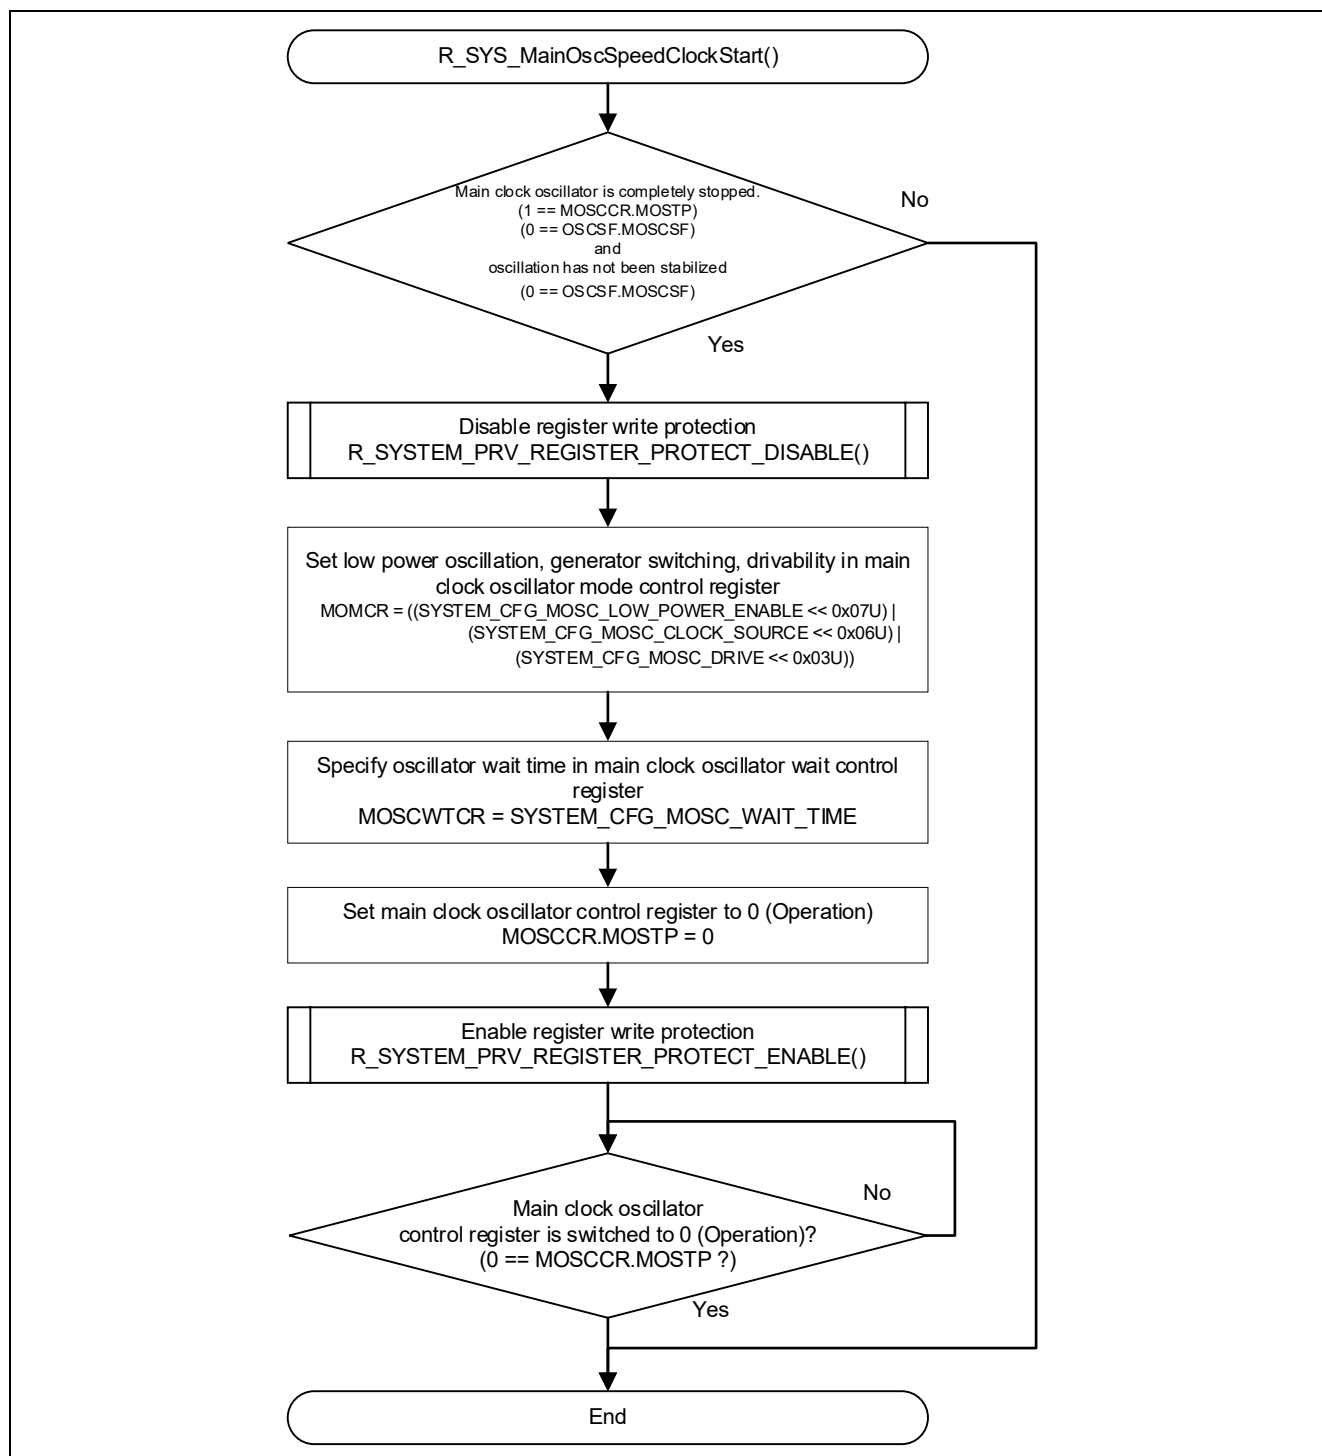 R_SYS_MainOscSpeedClockStart()
Main clock oscillator is completely stopped.
(1 == MOSCCR.MOSTP)
(0 == OSCSF.MOSCSF)
and
oscillation has not been stabilized
(0 == OSCSF.MOSCSF)
No
Yes
Disable register write protection
R_SYSTEM_PRV_REGISTER_PROTECT_DISABLE()
Set low power oscillation, generator switching, drivability in main
clock oscillator mode control register
MOMCR = ((SYSTEM_CFG_MOSC_LOW_POWER_ENABLE << 0x07U) |
(SYSTEM_CFG_MOSC_CLOCK_SOURCE << 0x06U) |
(SYSTEM_CFG_MOSC_DRIVE << 0x03U))
Specify oscillator wait time in main clock oscillator wait control
register
MOSCWTCR = SYSTEM_CFG_MOSC_WAIT_TIME
Set main clock oscillator control register to 0 (Operation)
MOSCCR.MOSTP = 0
Enable register write protection
R_SYSTEM_PRV_REGISTER_PROTECT_ENABLE()
Main clock oscillator
control register is switched to 0 (Operation)?
(0 == MOSCCR.MOSTP ?)
No
Yes
End